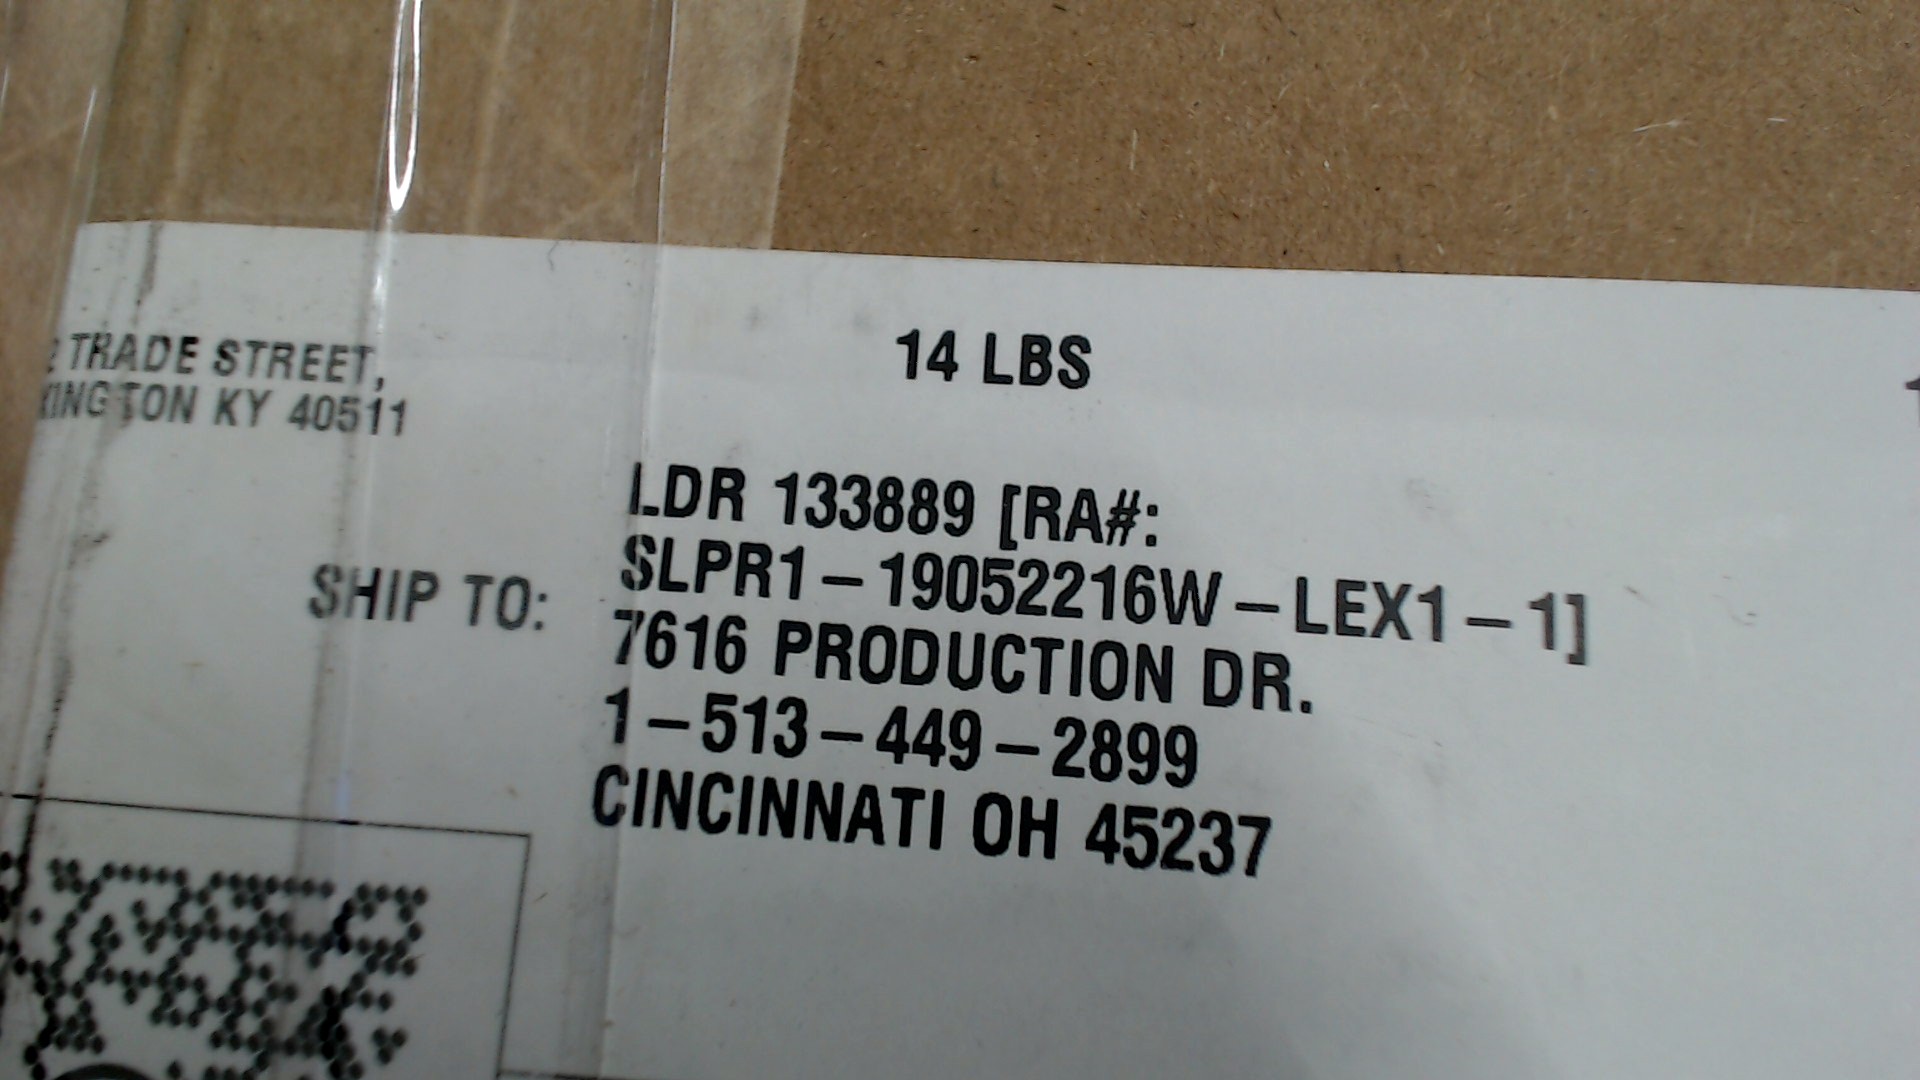 TRADE STREET,
KY 40511
14 LBS
LDR 133889 [RA#:
SLPR1-19052216W-LEX1-1]
SHIP TO:
7616 PRODUCTION DR.
1-513-449-2899
CINCINNATI OH 45237